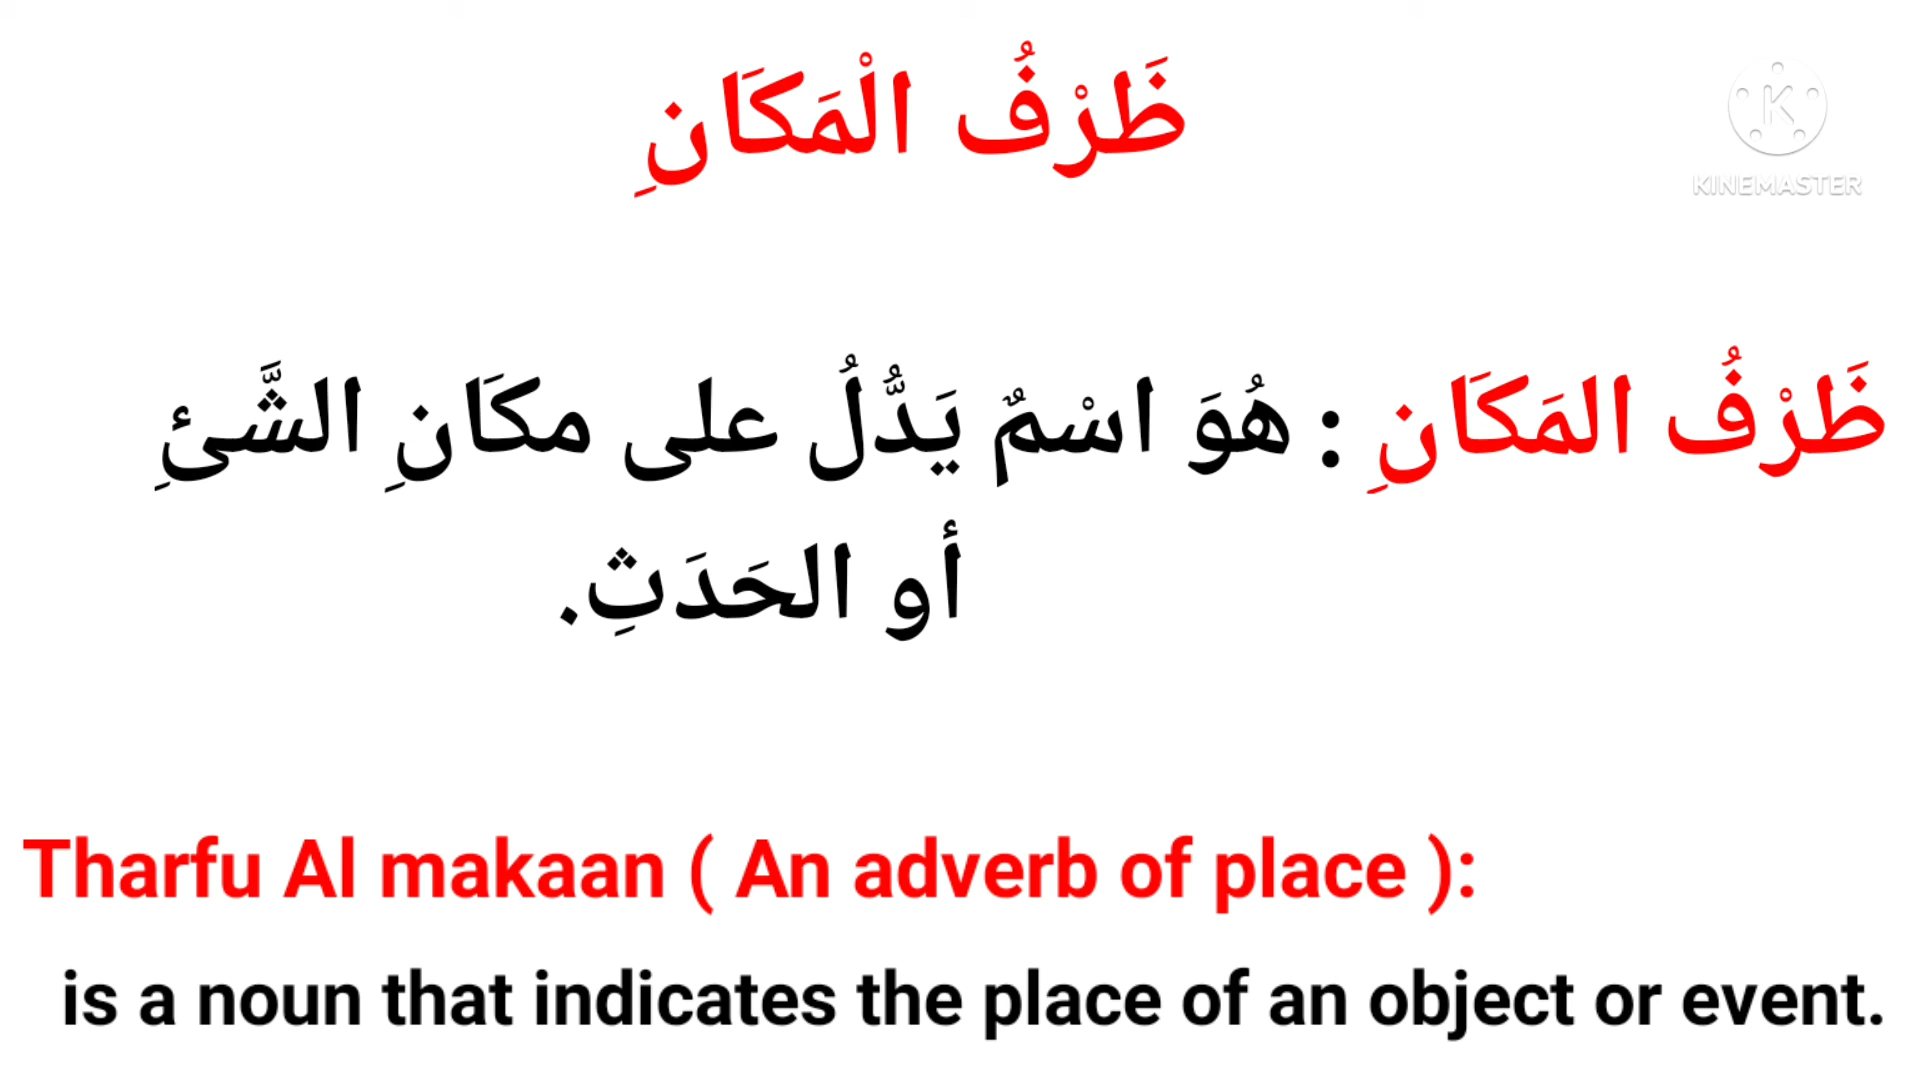 ظَرْفُ الْمَكَانِ
KINEMASTER
ظَرْفُ المَكَانِ : هُوَ اسْمٌ يَدُّلُ على مكَانِ الشَّئِ
أو الحَدَثِ.
Tharfu Al makaan ( An adverb of place ):
is a noun that indicates the place of an object or event.